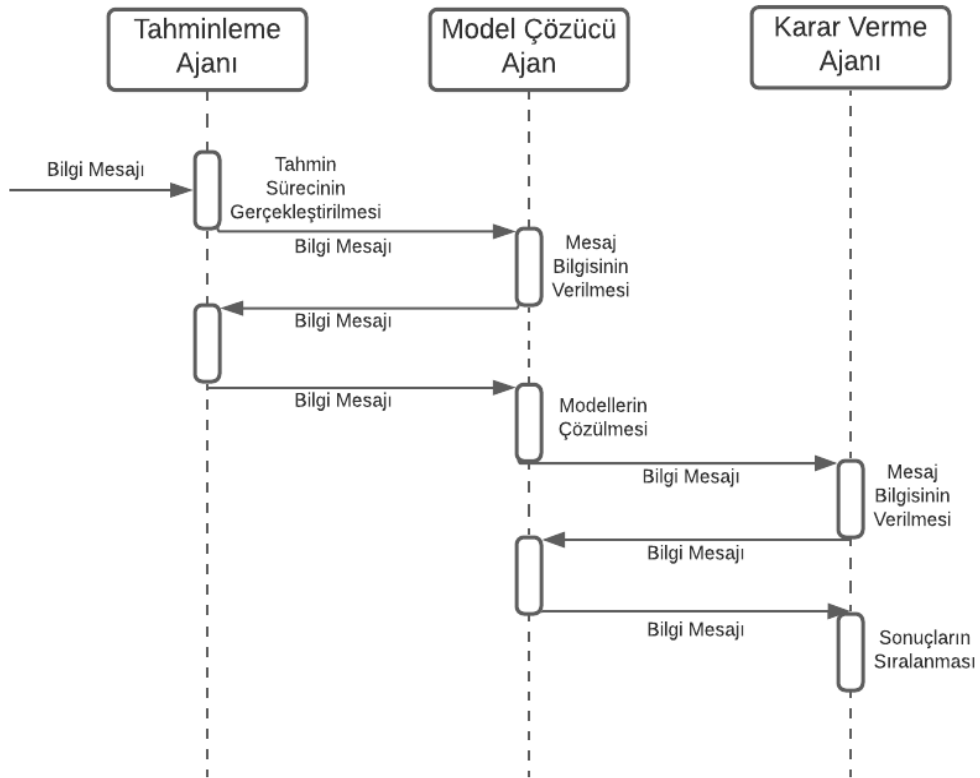 Tahminleme
Ajanı
Model Çözücü
Ajan
Karar Verme
Ajanı
Bilgi Mesajı
Tahmin
Sürecinin
Gerçekleştirilmesi
Bilgi Mesajı
Mesaj
Bilgisinin
Verilmesi
Bilgi Mesajı
Bilgi Mesajı
Modellerin
Çözülmesi
Bilgi Mesajı
Mesaj
Bilgisinin
Verilmesi
Bilgi Mesajı
Bilgi Mesajı
Sonuçların
Sıralanması